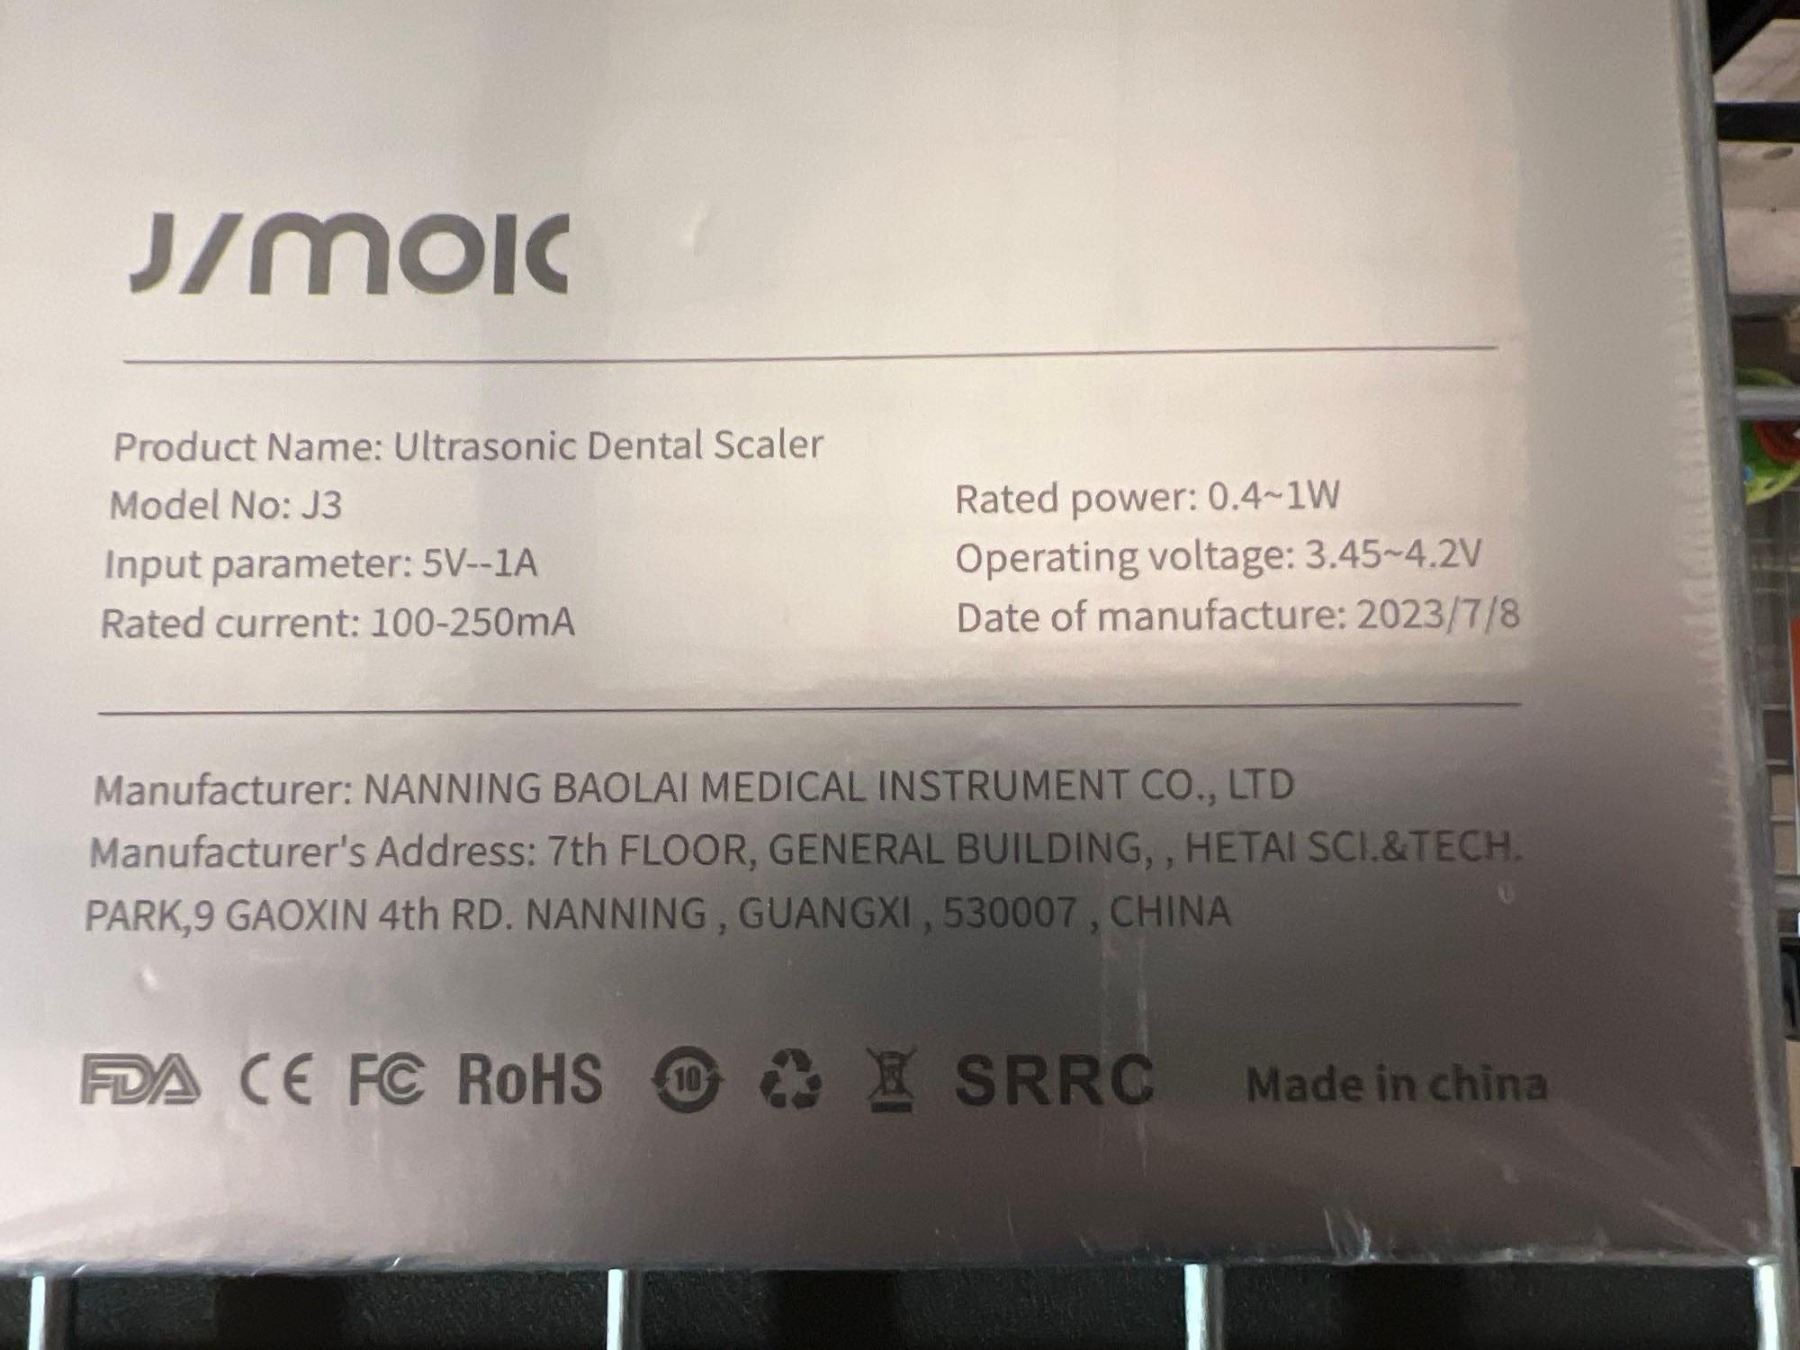 J/MOIC
Product Name: Ultrasonic Dental Scaler
Model No: J3
Input parameter: 5V--1A
Rated current: 100-250mA
Rated power: 0.4~1W
Operating voltage: 3.45~4.2V
Date of manufacture: 2023/7/8
Manufacturer: NANNING BAOLAI MEDICAL INSTRUMENT CO., LTD
Manufacturer's Address: 7th FLOOR, GENERAL BUILDING, , HETAI SCI.&TECH.
PARK,9 GAOXIN 4th RD. NANNING , GUANGXI , 530007 , CHINA
FDA CE FC RoHS 10 SRRC Made in china